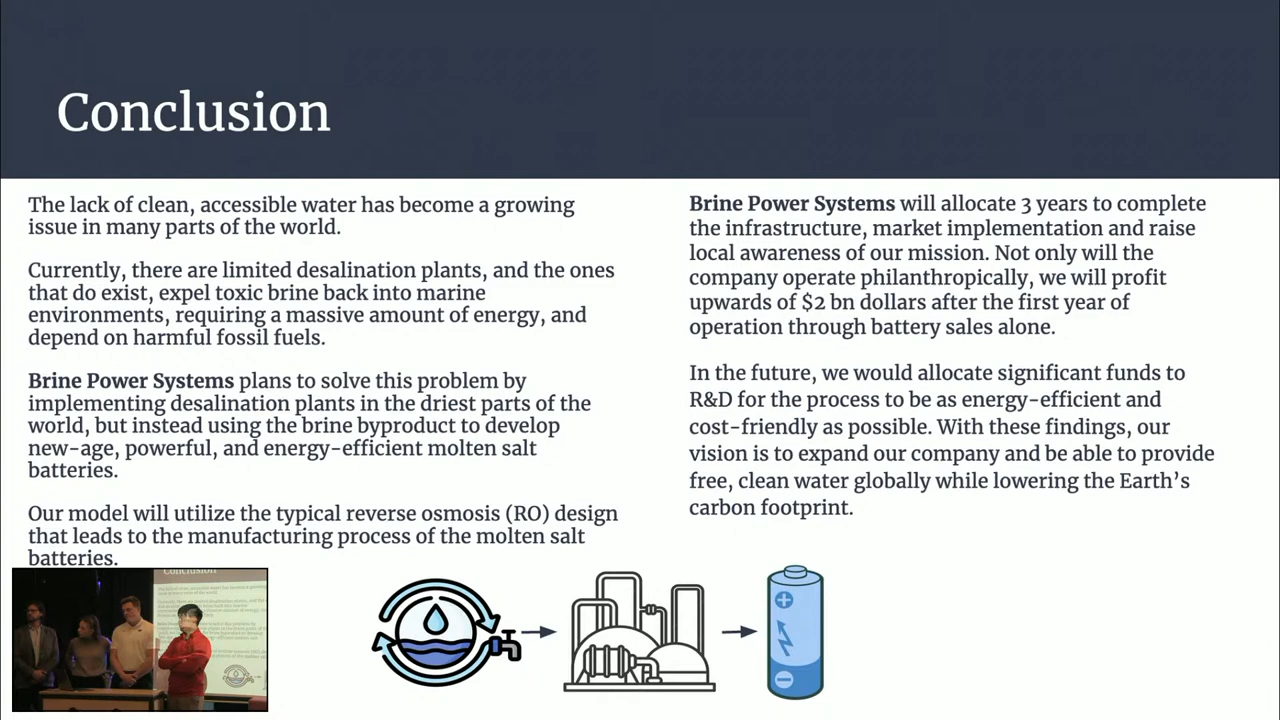 Conclusion
The lack of clean, accessible water has become a growing
issue in many parts of the world.
Currently, there are limited desalination plants, and the ones
that do exist, expel toxic brine back into marine
environments, requiring a massive amount of energy, and
depend on harmful fossil fuels.
Brine Power Systems plans to solve this problem by
implementing desalination plants in the driest parts of the
world, but instead using the brine byproduct to develop
new-age, powerful, and energy-efficient molten salt
batteries.
Our model will utilize the typical reverse osmosis (RO) design
that leads to the manufacturing process of the molten salt
batteries.
Brine Power Systems will allocate 3 years to complete
the infrastructure, market implementation and raise
local awareness of our mission. Not only will the
company operate philanthropically, we will profit
upwards of $2 bn dollars after the first year of
operation through battery sales alone.
In the future, we would allocate significant funds to
R&D for the process to be as energy-efficient and
cost-friendly as possible. With these findings, our
vision is to expand our company and be able to provide
free, clean water globally while lowering the Earth's
carbon footprint.
Conclusion